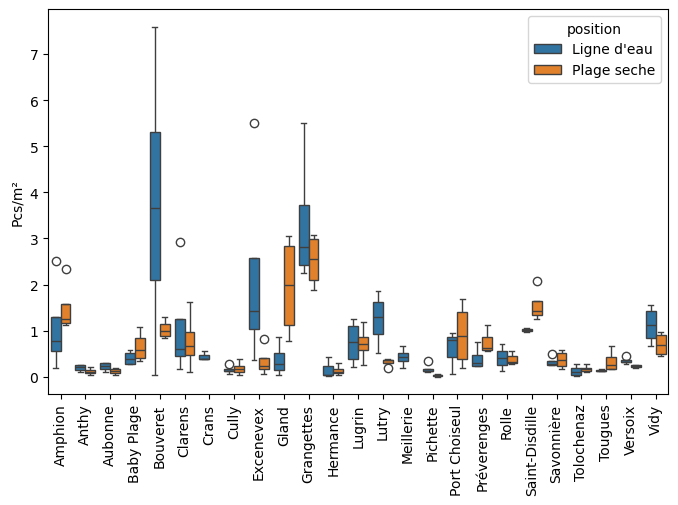 position
Ligne d'eau
Plage seche
7
6
5
4
3
2
1
0
Pcs/m²
Amphion
Anthy
Aubonne
Baby Plage
Bouveret
Clarens
Crans
Cully
Excenevex
Gland
Grangettes
Hermance
Lugrin
Lutry
Meillerie
Pichette
Port Choiseul
Préverenges
Rolle
Saint-Disdille
Savonnière
Tolochenaz
Tougues
Versoix
Vidy